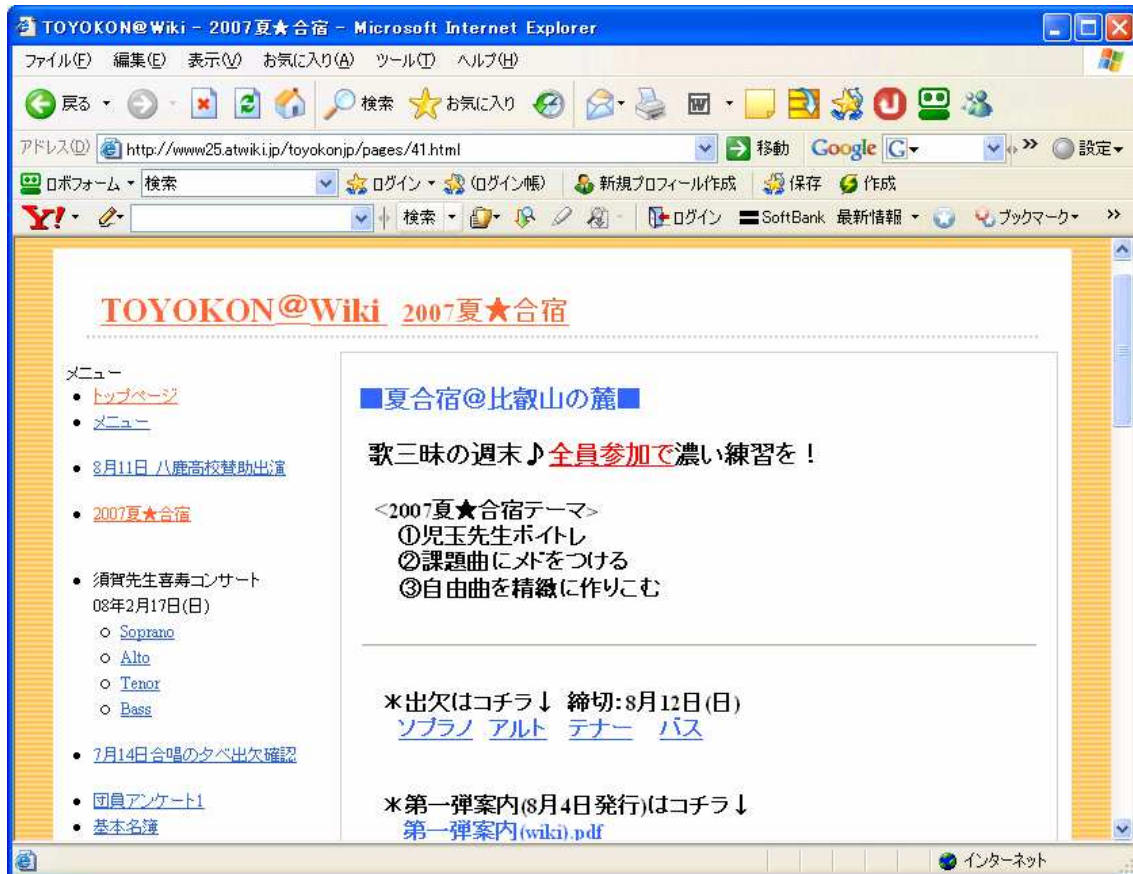 TOYOKON@Wiki - 2007夏★合宿 - Microsoft Internet Explorer
ファイル(F) 編集(E) 表示(V) お気に入り(A) ツール(T) ヘルプ(H)
戻る 検索 お気に入り
アドレス(D) http://www25.atwiki.jp/toyokonjp/pages/41.html 移動 Google G 設定
ロボフォーム 検索 ログイン (ログイン帳) 新規プロフィール作成 保存 作成
Y! 検索 ログイン SoftBank 最新情報 ブックマーク
TOYOKON@Wiki 2007夏★合宿
メニュー
トップページ
メニュー
8月11日 八鹿高校賛助出演
2007夏★合宿
須賀先生喜寿コンサート
08年2月17日(日)
Soprano
Alto
Tenor
Bass
7月14日合唱の夕べ出欠確認
団員アンケート1
基本名簿
■夏合宿@比叡山の麓■
歌三昧の週末♪全員参加で濃い練習を！
<2007夏★合宿テーマ>
①児玉先生ボイトレ
②課題曲にメドをつける
③自由曲を精緻に作りこむ
＊出欠はコチラ↓ 締切:8月12日(日)
ソプラノ アルト テナー バス
＊第一弾案内(8月4日発行)はコチラ↓
第一弾案内(wiki).pdf
インターネット